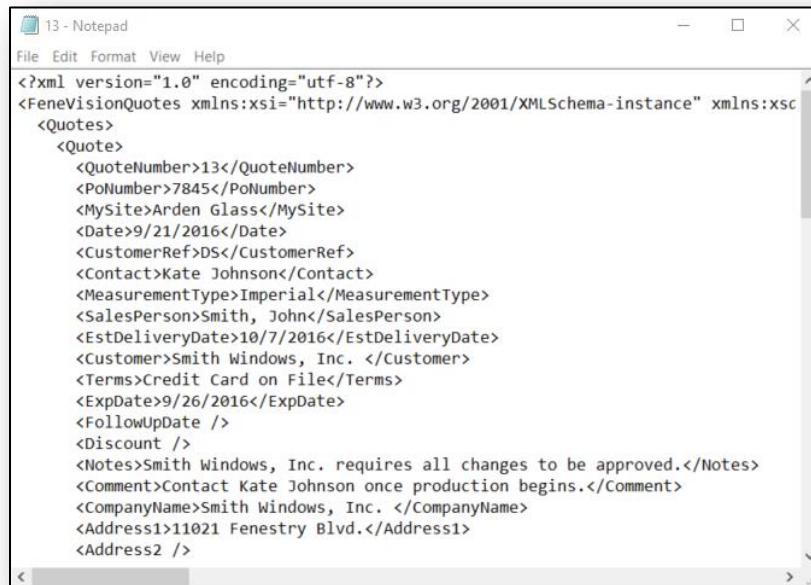 13 - Notepad
File Edit Format View Help
<?xml version="1.0" encoding="utf-8"?>
<FeneVisionQuotes xmlns:xsi="http://www.w3.org/2001/XMLSchema-instance" xmlns:xsd
<Quotes>
<Quote>
<QuoteNumber>13</QuoteNumber>
<PoNumber>7845</PoNumber>
<MySite>Arden Glass</MySite>
<Date>9/21/2016</Date>
<CustomerRef>DS</CustomerRef>
<Contact>Kate Johnson</Contact>
<MeasurementType>Imperial</MeasurementType>
<SalesPerson>Smith, John</SalesPerson>
<EstDeliveryDate>10/7/2016</EstDeliveryDate>
<Customer>Smith Windows, Inc. </Customer>
<Terms>Credit Card on File</Terms>
<ExpDate>9/26/2016</ExpDate>
<FollowUpDate />
<Discount />
<Notes>Smith Windows, Inc. requires all changes to be approved.</Notes>
<Comment>Contact Kate Johnson once production begins.</Comment>
<CompanyName>Smith Windows, Inc. </CompanyName>
<Address1>11021 Fenestry Blvd.</Address1>
<Address2 />